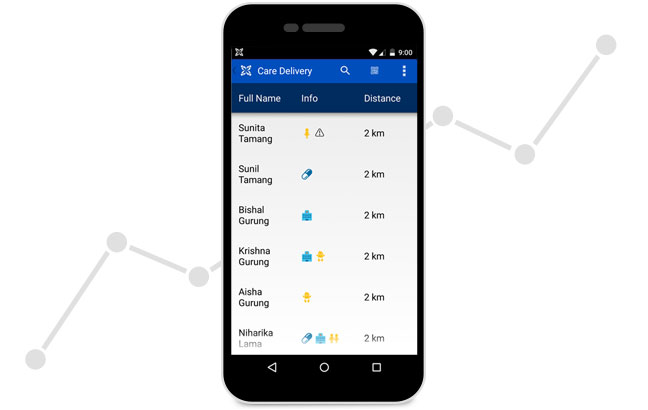 9:00
Care Delivery
Full Name Info Distance
Sunita
Tamang
2 km
Sunil
Tamang
2 km
Bishal
Gurung
2 km
Krishna
Gurung
2 km
Aisha
Gurung
2 km
Niharika
Lama
2 km